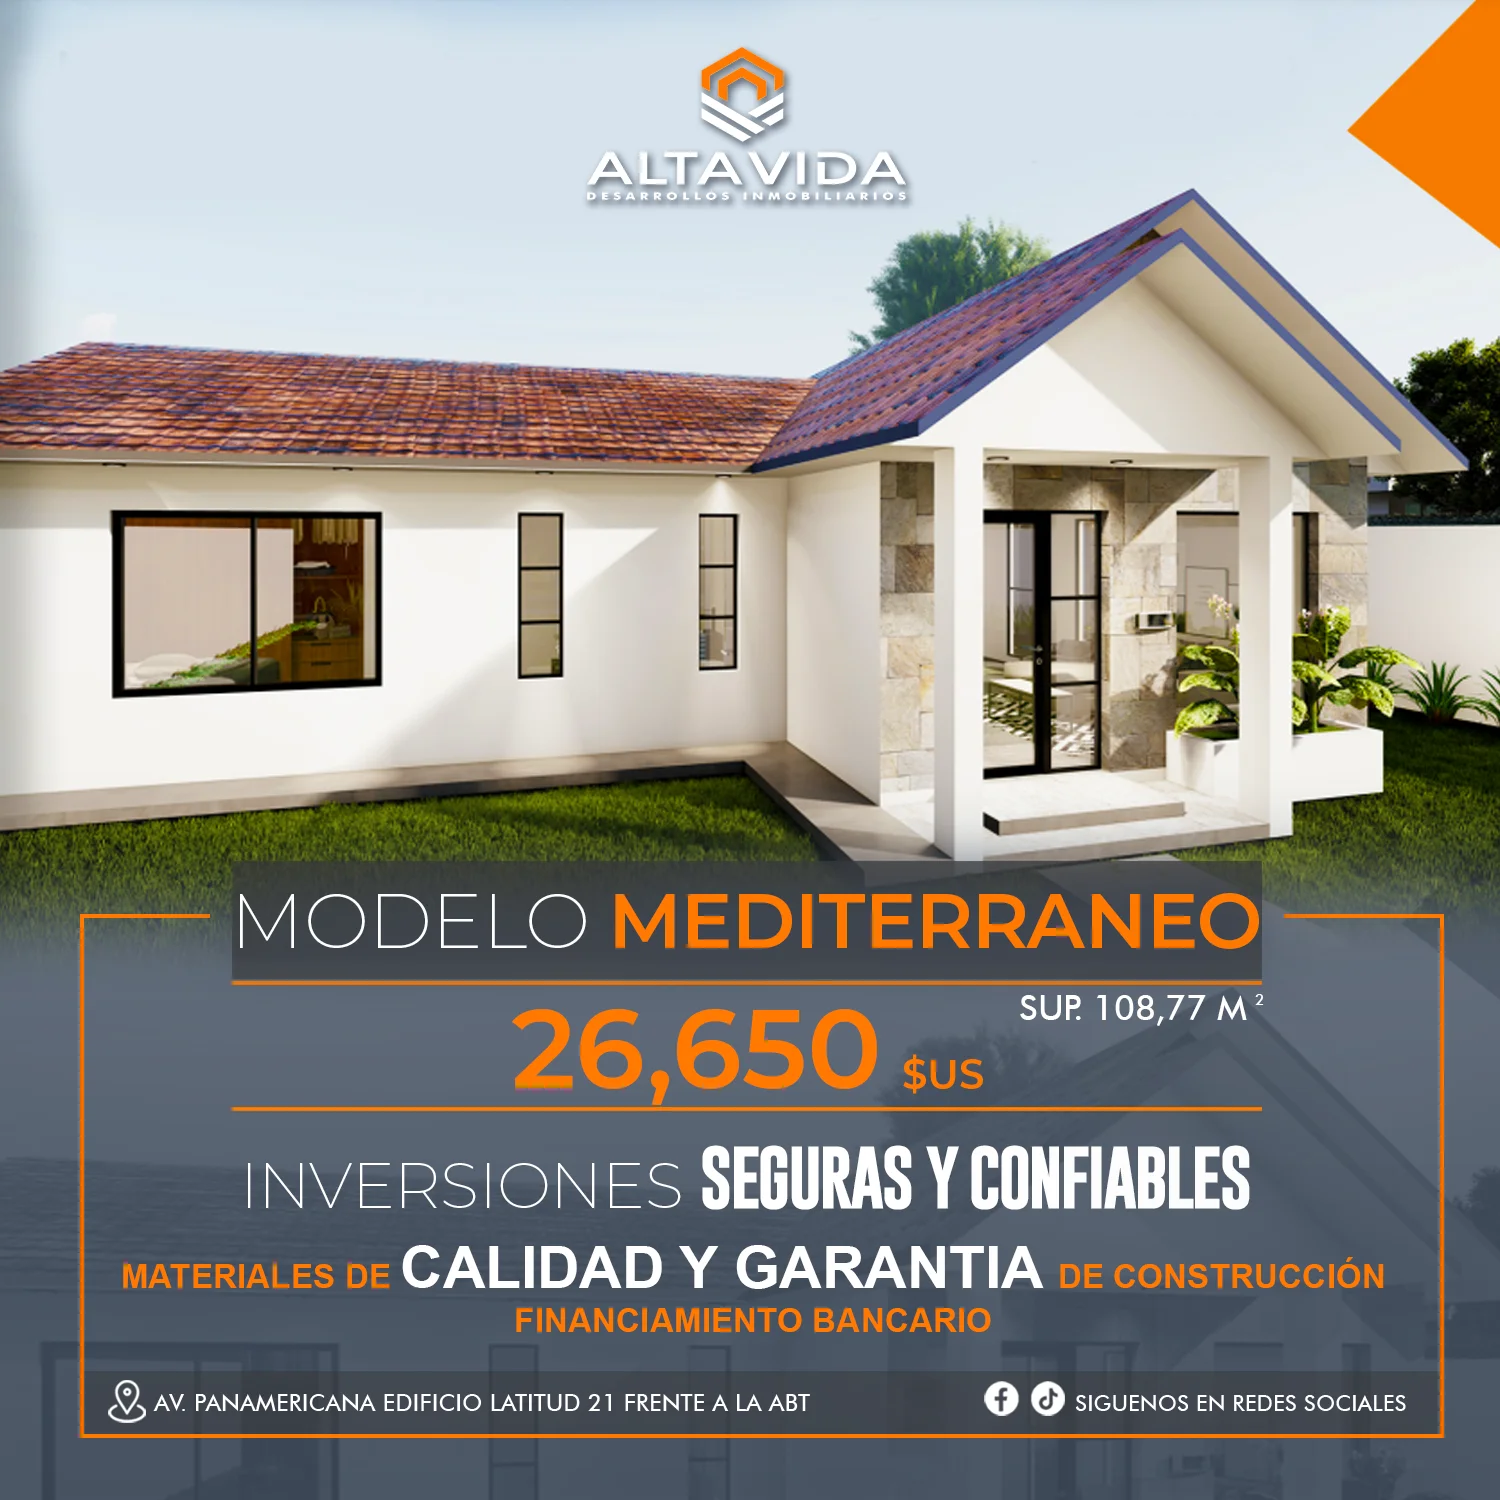 ALTAVIDA
DESARROLLOS INMOBILIARIOS
MODELO MEDITERRANEO
SUP. 108,77 M²
26,650 $US
INVERSIONES SEGURAS Y CONFIABLES
MATERIALES DE CALIDAD Y GARANTIA DE CONSTRUCCIÓN
FINANCIAMIENTO BANCARIO
AV. PANAMERICANA EDIFICIO LATITUD 21 FRENTE A LA ABT
SIGUENOS EN REDES SOCIALES